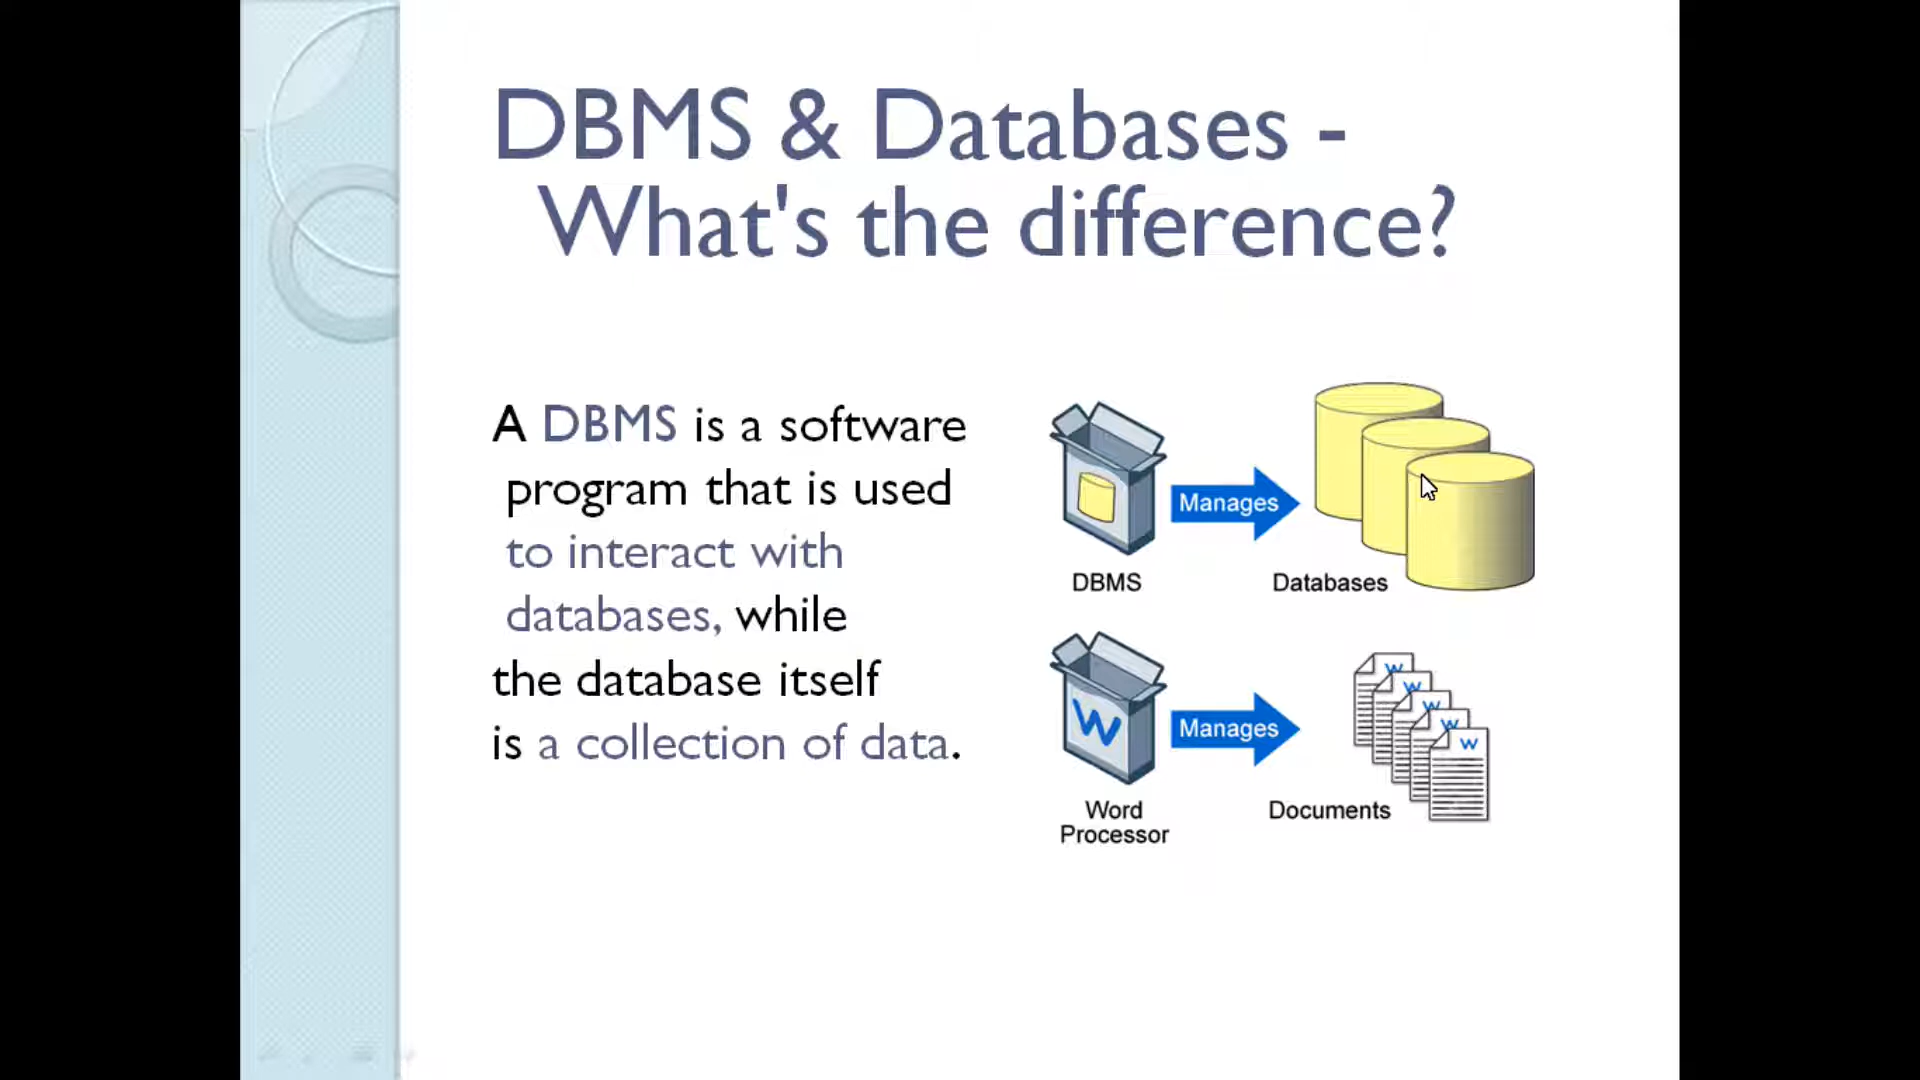 DBMS & Databases -
What's the difference?
A DBMS is a software
program that is used
to interact with
databases, while
the database itself
is a collection of data.
Manages
DBMS
Databases
W
Manages
W
W
W
W
W
Word
Processor
Documents